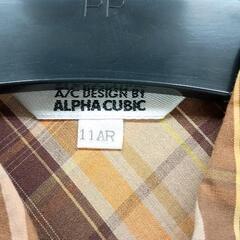 A/C DESIGN BY
ALPHA CUBIC
11AR